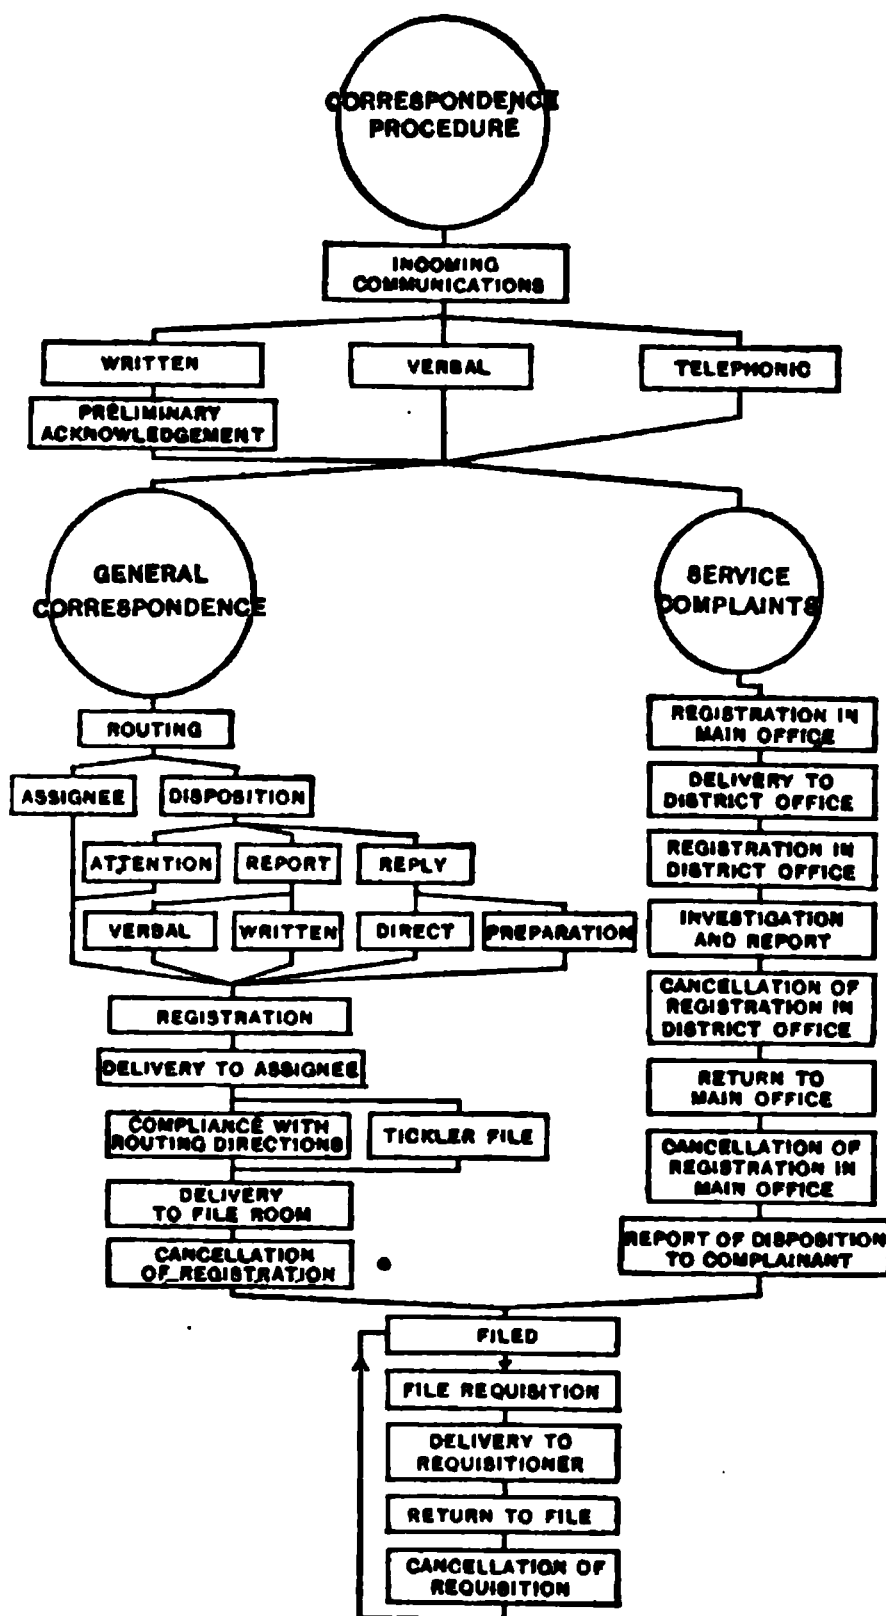 CORRESPONDENCE
PROCEDURE
INCOMING
COMMUNICATIONS
WRITTEN
VERBAL
TELEPHONIC
PRELIMINARY
ACKNOWLEDGEMENT
GENERAL
CORRESPONDENCE
SERVICE
COMPLAINTS
ROUTING
ASSIGNEE
DISPOSITION
ATTENTION
REPORT
REPLY
VERBAL
WRITTEN
DIRECT
PREPARATION
REGISTRATION
DELIVERY TO ASSIGNEE
COMPLIANCE WITH
ROUTING DIRECTIONS
TICKLER FILE
DELIVERY
TO FILE ROOM
CANCELLATION
OF REGISTRATION
REGISTRATION IN
MAIN OFFICE
DELIVERY TO
DISTRICT OFFICE
REGISTRATION IN
DISTRICT OFFICE
INVESTIGATION
AND REPORT
CANCELLATION OF
REGISTRATION IN
DISTRICT OFFICE
RETURN TO
MAIN OFFICE
CANCELLATION OF
REGISTRATION IN
MAIN OFFICE
REPORT OF DISPOSITION
TO COMPLAINANT
FILED
FILE REQUISITION
DELIVERY TO
REQUISITIONER
RETURN TO FILE
CANCELLATION OF
REQUISITION